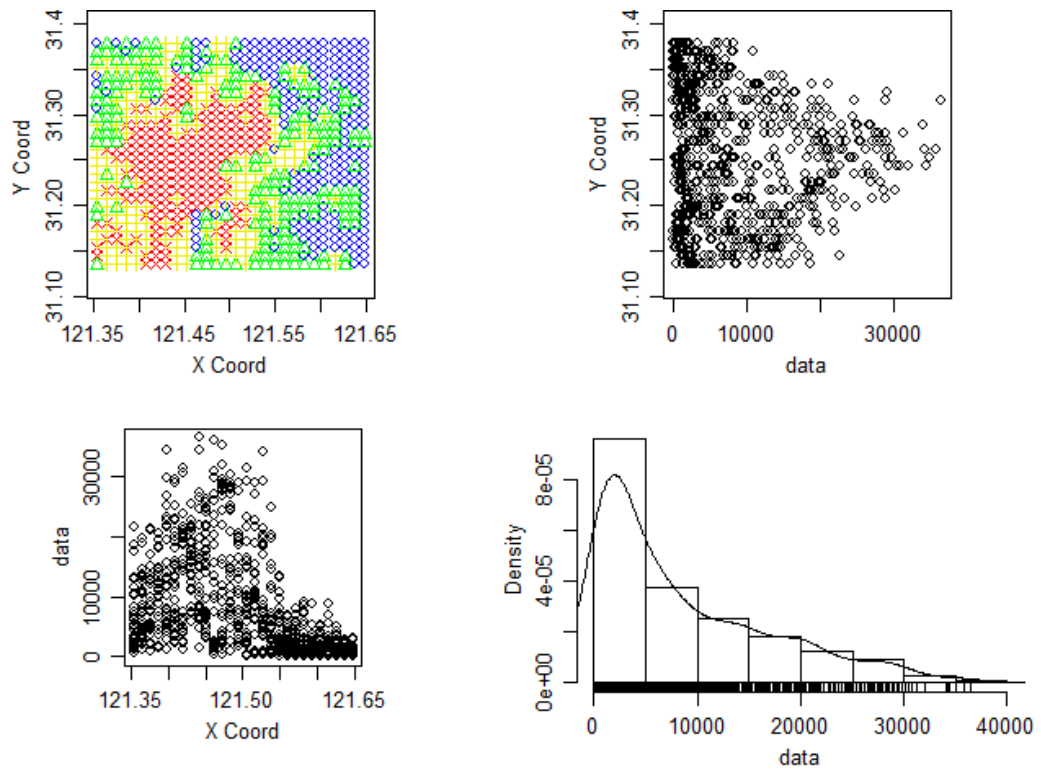 31.4
31.30
31.20
31.10
Y Coord
121.35 121.45 121.55 121.65
X Coord
31.4
31.30
31.20
31.10
Y Coord
0 10000 30000
data
30000
10000
0
data
121.35 121.50 121.65
X Coord
8e-05
4e-05
0e+00
Density
0 10000 20000 30000 40000
data